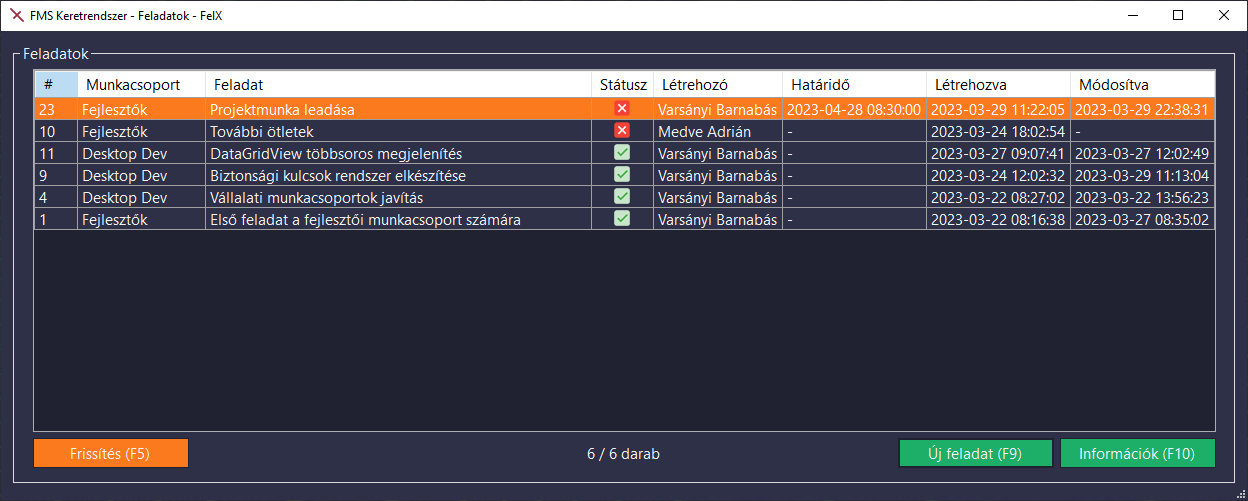 FMS Keretrendszer - Feladatok - FelX
Feladatok
# Munkacsoport Feladat Státusz Létrehozó Határidő Létrehozva Módosítva
23 Fejlesztők Projektmunka leadása Varsányi Barnabás 2023-04-28 08:30:00 2023-03-29 11:22:05 2023-03-29 22:38:31
10 Fejlesztők További ötletek Medve Adrián - 2023-03-24 18:02:54 -
11 Desktop Dev DataGridView többsoros megjelenítés Varsányi Barnabás - 2023-03-27 09:07:41 2023-03-27 12:02:49
9 Desktop Dev Biztonsági kulcsok rendszer elkészítése Varsányi Barnabás - 2023-03-24 12:02:32 2023-03-29 11:13:04
4 Desktop Dev Vállalati munkacsoportok javítás Varsányi Barnabás - 2023-03-22 08:27:02 2023-03-22 13:56:23
1 Fejlesztők Első feladat a fejlesztői munkacsoport számára Varsányi Barnabás - 2023-03-22 08:16:38 2023-03-27 08:35:02
Frissítés (F5) 6 / 6 darab Új feladat (F9) Információk (F10)